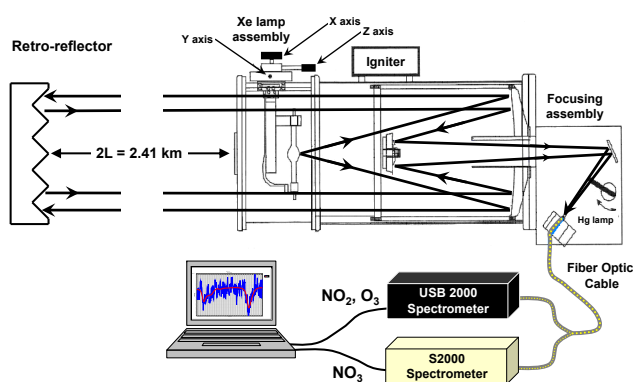 Xe lamp
assembly
X axis
Y axis
Z axis
Retro-reflector
Igniter
Focusing
assembly
2L = 2.41 km
Hg lamp
Fiber Optic
Cable
NO2, O3
USB 2000
Spectrometer
NO3
S2000
Spectrometer